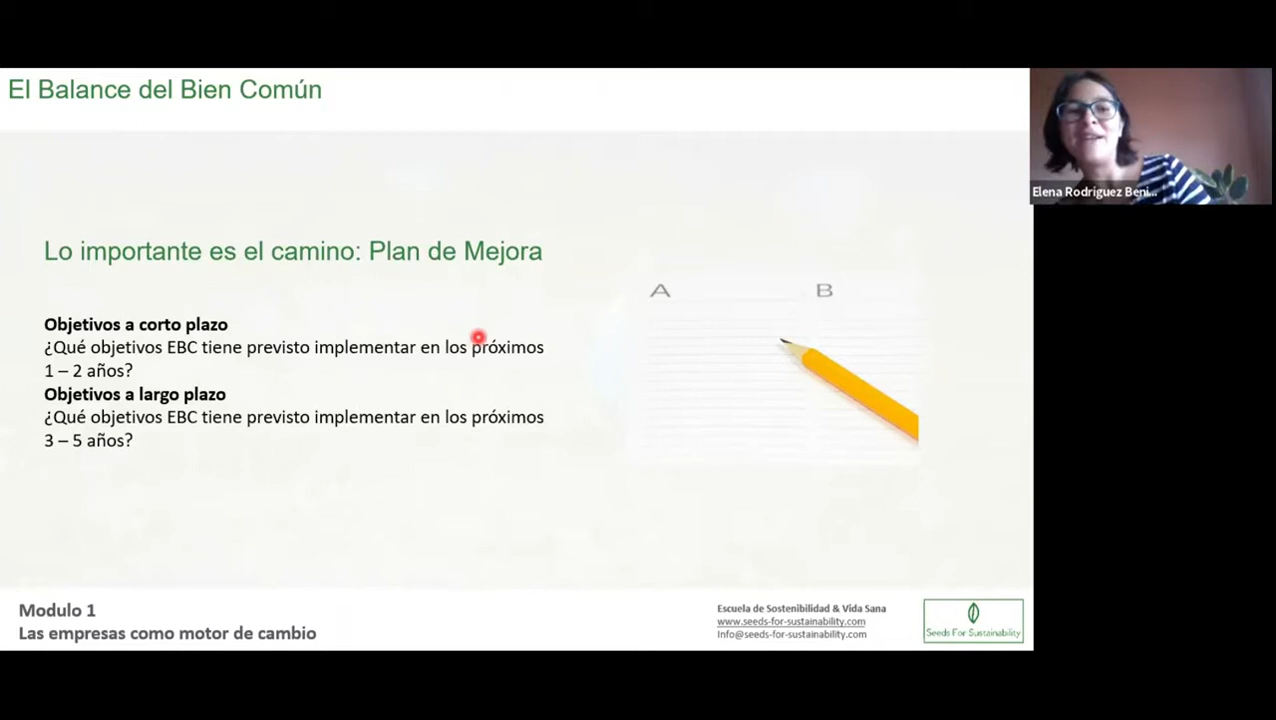 El Balance del Bien Común
Elena Rodriguez Beni...
Lo importante es el camino: Plan de Mejora
A
B
Objetivos a corto plazo
¿Qué objetivos EBC tiene previsto implementar en los próximos
1 – 2 años?
Objetivos a largo plazo
¿Qué objetivos EBC tiene previsto implementar en los próximos
3 – 5 años?
Modulo 1
Las empresas como motor de cambio
Escuela de Sostenibilidad & Vida Sana
www.seeds-for-sustainability.com
Info@seeds-for-sustainability.com
Seeds For Sustainability